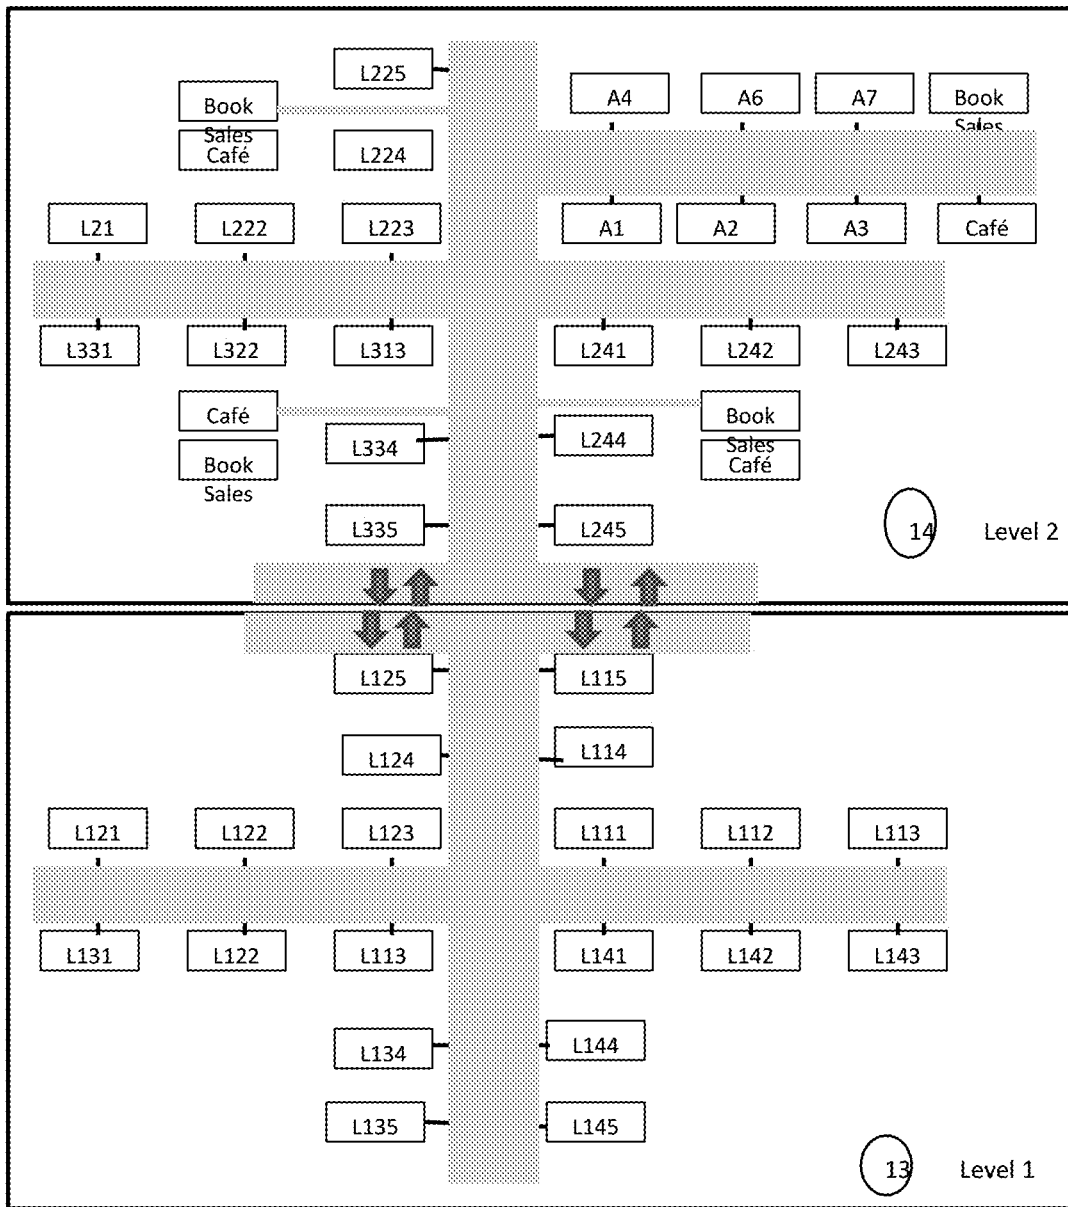 L225
A4
A6
A7
Book
Sales
Book
Sales
Café
L224
L21
L222
L223
A1
A2
A3
Café
L331
L322
L313
L241
L242
L243
Café
Book
Sales
L334
L244
Book
Sales
Café
L335
L245
14
Level 2
L125
L115
L124
L114
L121
L122
L123
L111
L112
L113
L131
L122
L113
L141
L142
L143
L134
L144
L135
L145
13
Level 1